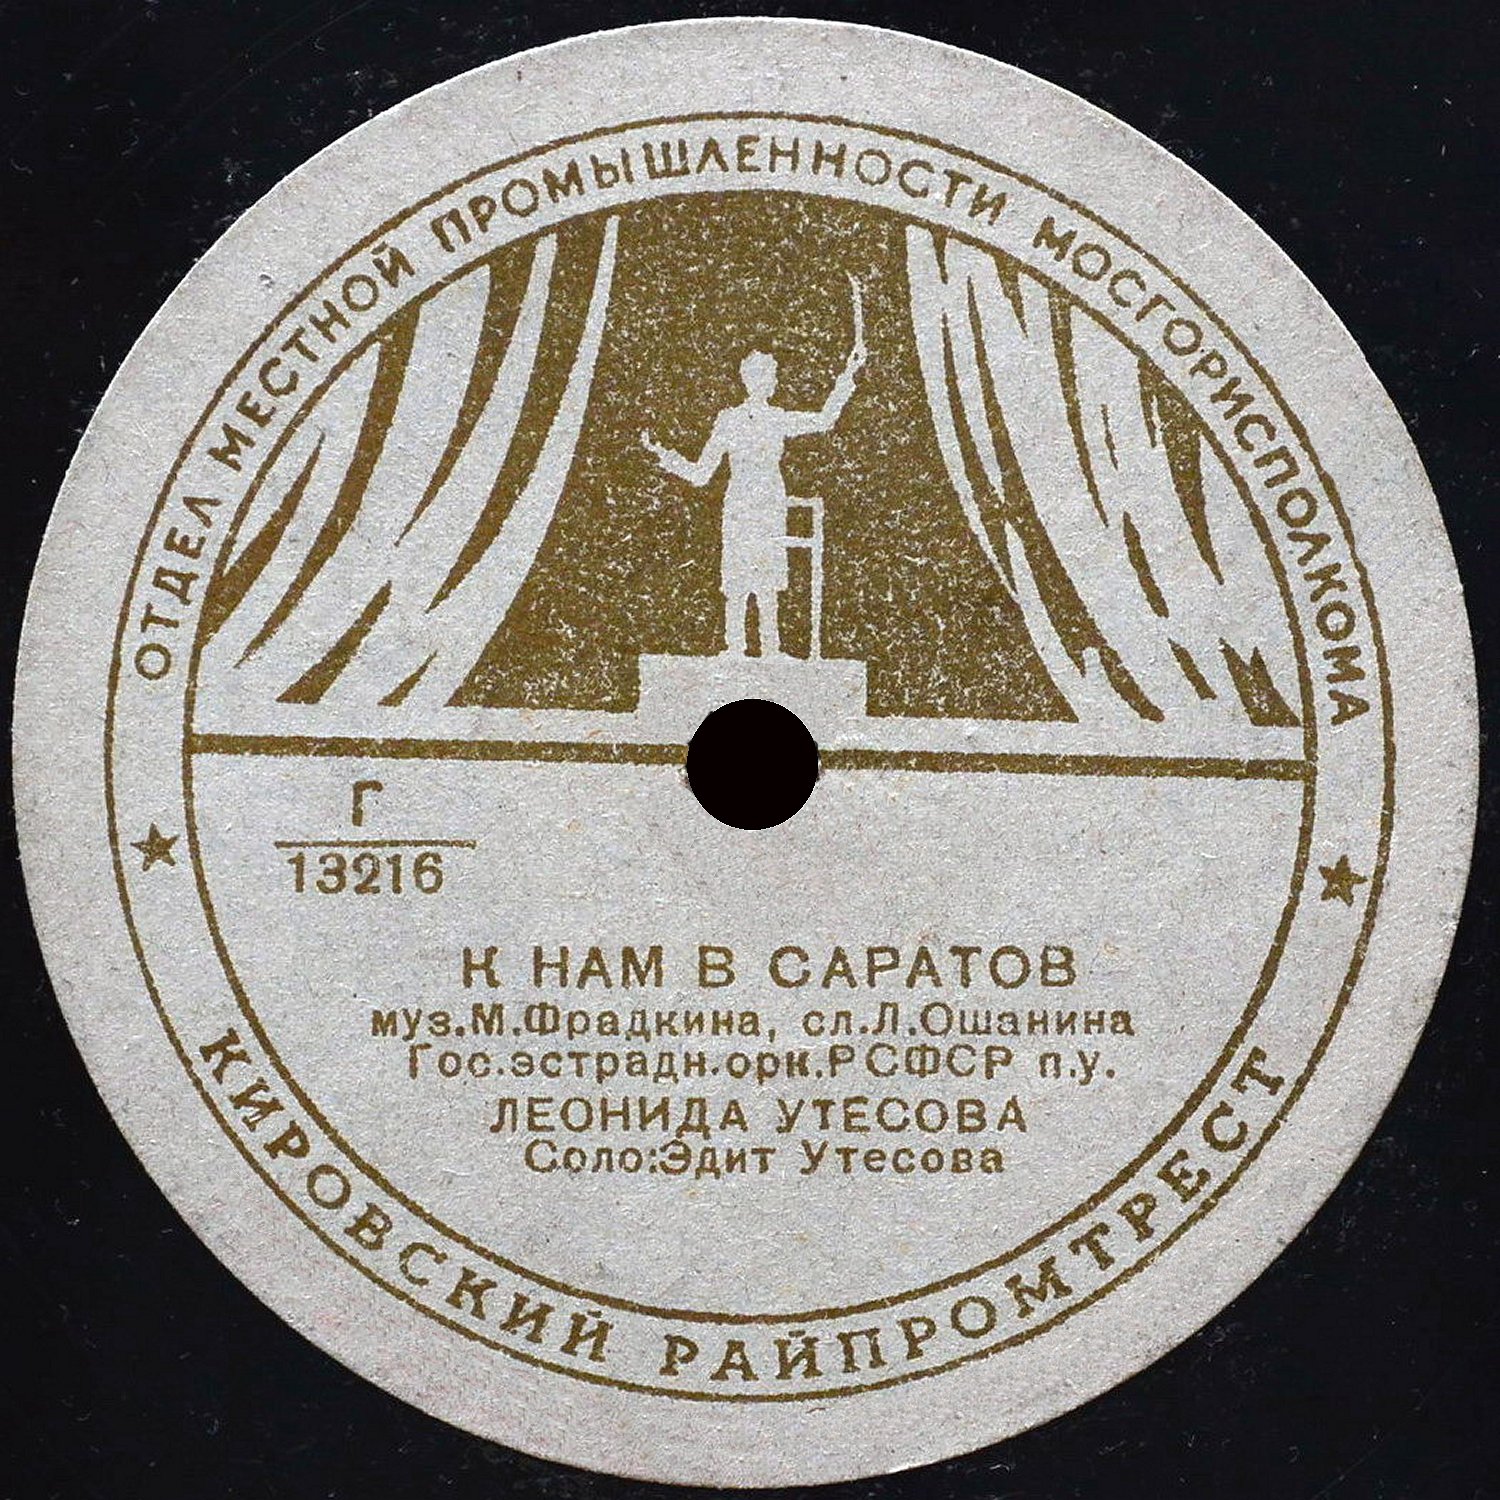 ОТДЕЛ МЕСТНОЙ ПРОМЫШЛЕННОСТИ МОСГОРИСПОЛКОМА
Г
13216
К НАМ В САРАТОВ
муз.М.Фрадкина, сл.Л.Ошанина
Гос.эстрадн.орк.РСФСР п.у.
ЛЕОНИДА УТЕСОВА
Соло:Эдит Утесова
КИРОВСКИЙ РАЙПРОМТРЕСТ